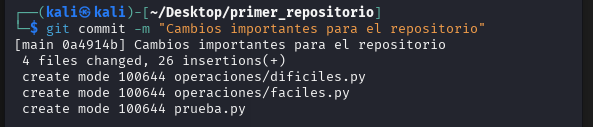 ┌──(kali㉿kali)-[~/Desktop/primer_repositorio]
└─$ git commit -m "Cambios importantes para el repositorio"
[main 0a4914b] Cambios importantes para el repositorio
 4 files changed, 26 insertions(+)
 create mode 100644 operaciones/dificiles.py
 create mode 100644 operaciones/faciles.py
 create mode 100644 prueba.py